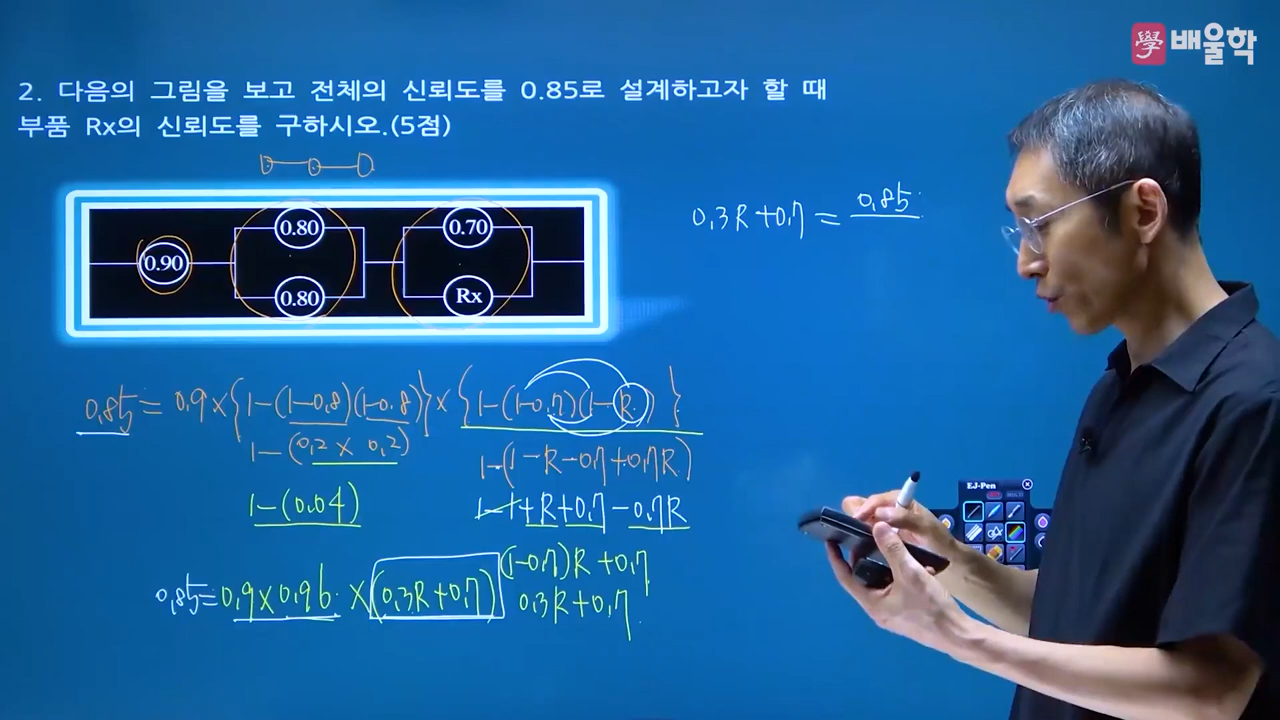 學 배울학
2. 다음의 그림을 보고 전체의 신뢰도를 0.85로 설계하고자 할 때
부품 Rx의 신뢰도를 구하시오.(5점)
0.90
0.80
0.80
0.70
Rx
0.85=0.9×{1-(1-0.8)(1-0.8)}×{1-(1-0.7)(1-R)}
1-(0.2×0.2)
1-(1-R-0.7+0.7R)
1-(0.04)
1-1+R+0.7-0.7R
(1-0.7)R+0.7
0.85=0.9×0.96×(0.3R+0.7)
0.3R+0.7
0.3R+0.7=0.85
EJ-Pen